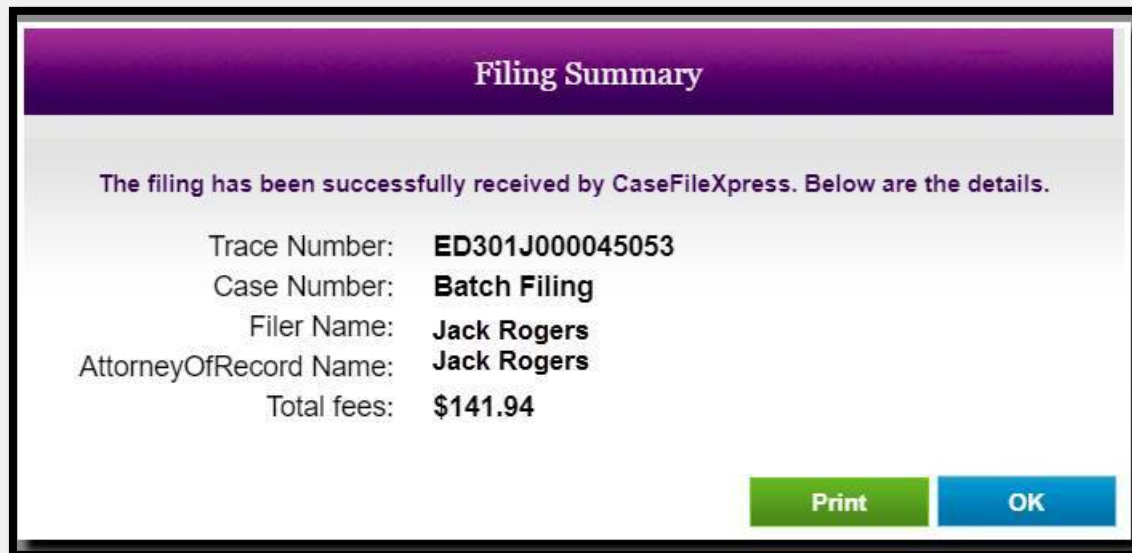 Filing Summary
The filing has been successfully received by CaseFileXpress. Below are the details.
Trace Number: ED301J000045053
Case Number: Batch Filing
Filer Name: Jack Rogers
AttorneyOfRecord Name: Jack Rogers
Total fees: $141.94
Print OK